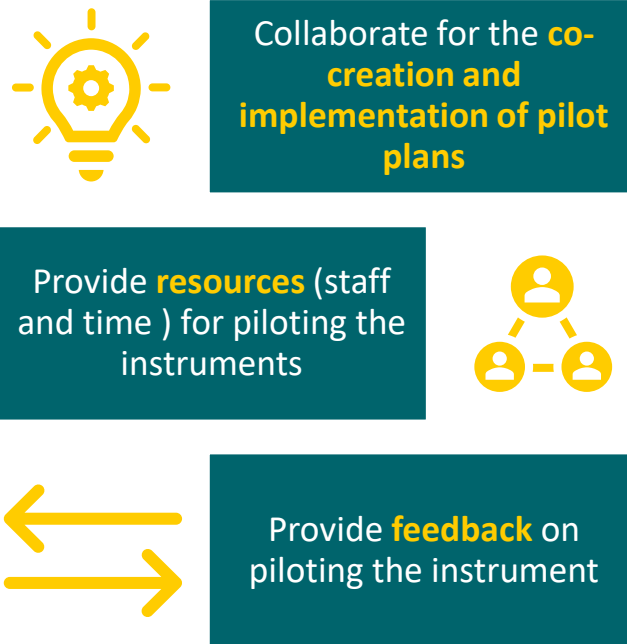 Collaborate for the co-
creation and
implementation of pilot
plans
Provide resources (staff
and time ) for piloting the
instruments
Provide feedback on
piloting the instrument